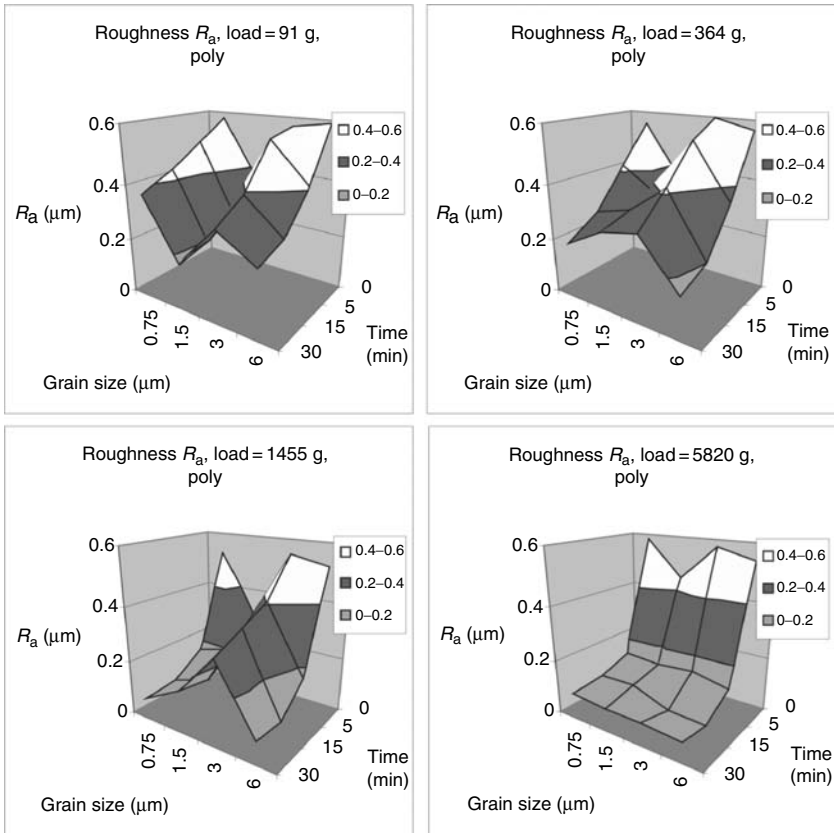 Roughness Ra, load = 91 g,
poly
0.6
0.4
0.2
0
Ra (μm)
0.4–0.6
0.2–0.4
0–0.2
0.75
1.5
3
6
Grain size (μm)
0
5
15
30
Time
(min)
Roughness Ra, load = 364 g,
poly
0.6
0.4
0.2
0
Ra (μm)
0.4–0.6
0.2–0.4
0–0.2
0.75
1.5
3
6
Grain size (μm)
0
5
15
30
Time
(min)
Roughness Ra, load = 1455 g,
poly
0.6
0.4
0.2
0
Ra (μm)
0.4–0.6
0.2–0.4
0–0.2
0.75
1.5
3
6
Grain size (μm)
0
5
15
30
Time
(min)
Roughness Ra, load = 5820 g,
poly
0.6
0.4
0.2
0
Ra (μm)
0.4–0.6
0.2–0.4
0–0.2
0.75
1.5
3
6
Grain size (μm)
0
5
15
30
Time
(min)